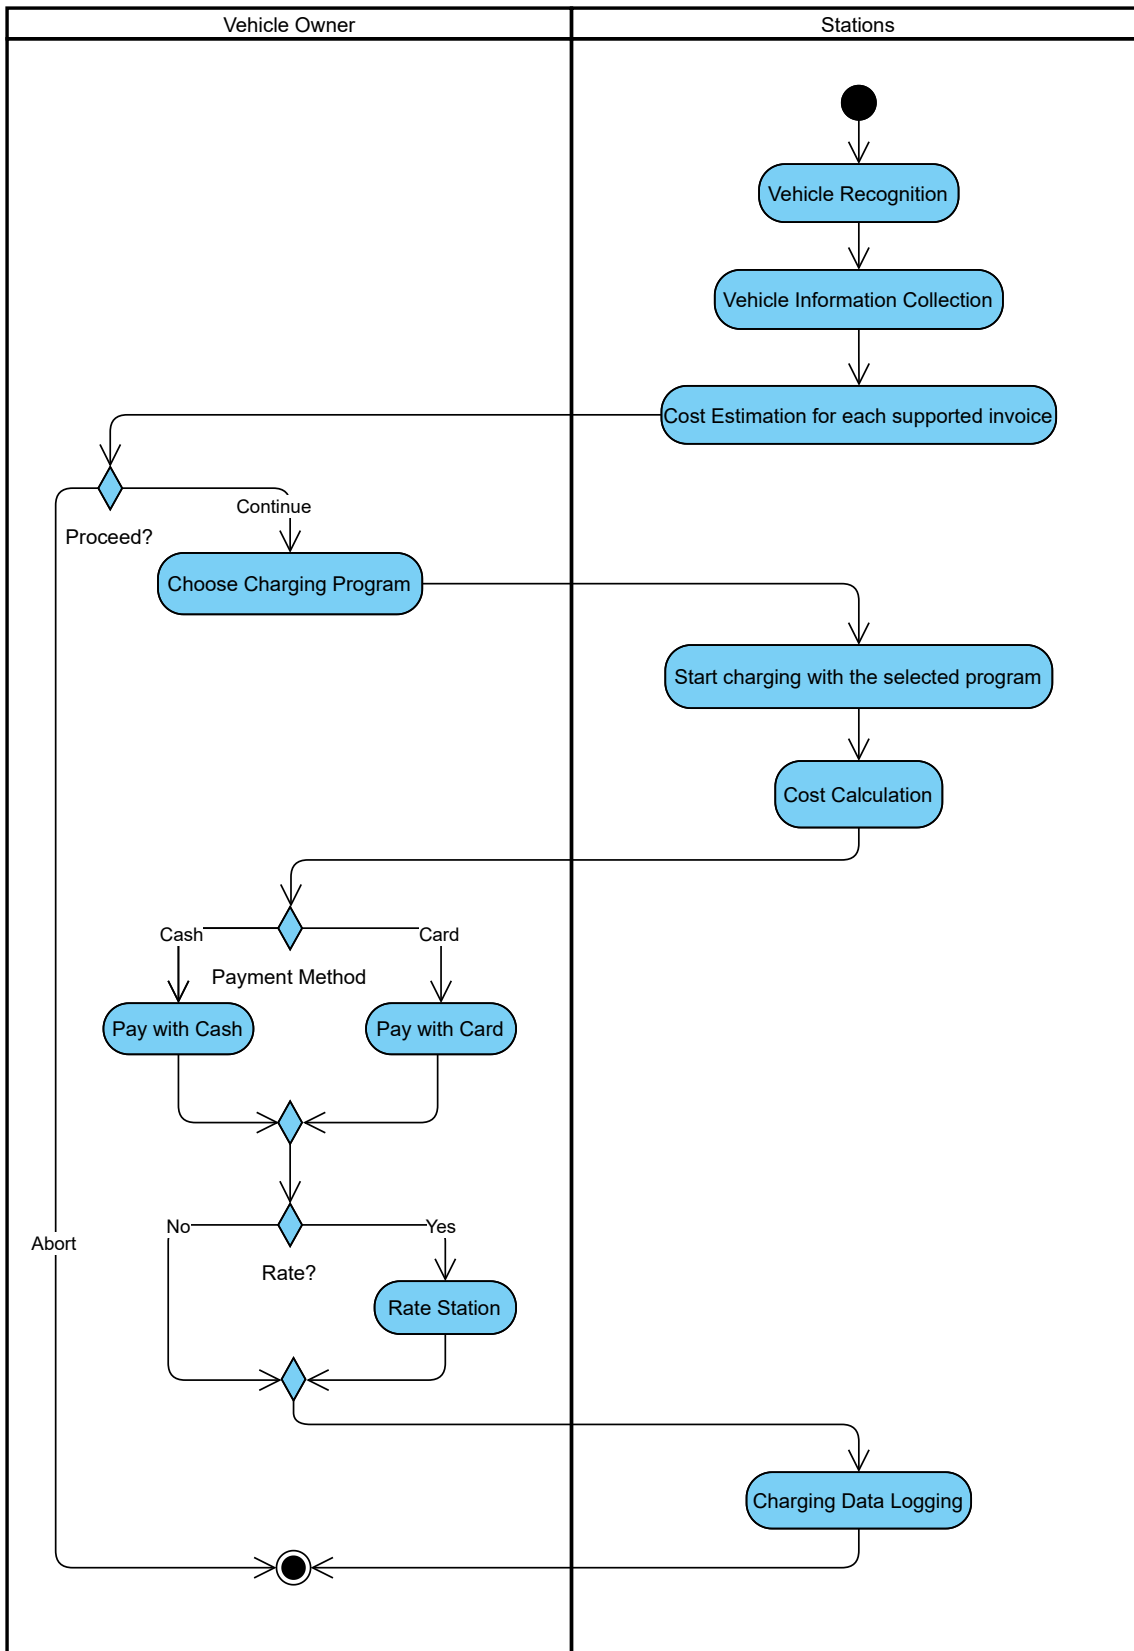 Vehicle Owner
Stations
Vehicle Recognition
Vehicle Information Collection
Cost Estimation for each supported invoice
Continue
Proceed?
Choose Charging Program
Start charging with the selected program
Cost Calculation
Cash
Card
Payment Method
Pay with Cash
Pay with Card
No
Yes
Abort
Rate?
Rate Station
Charging Data Logging